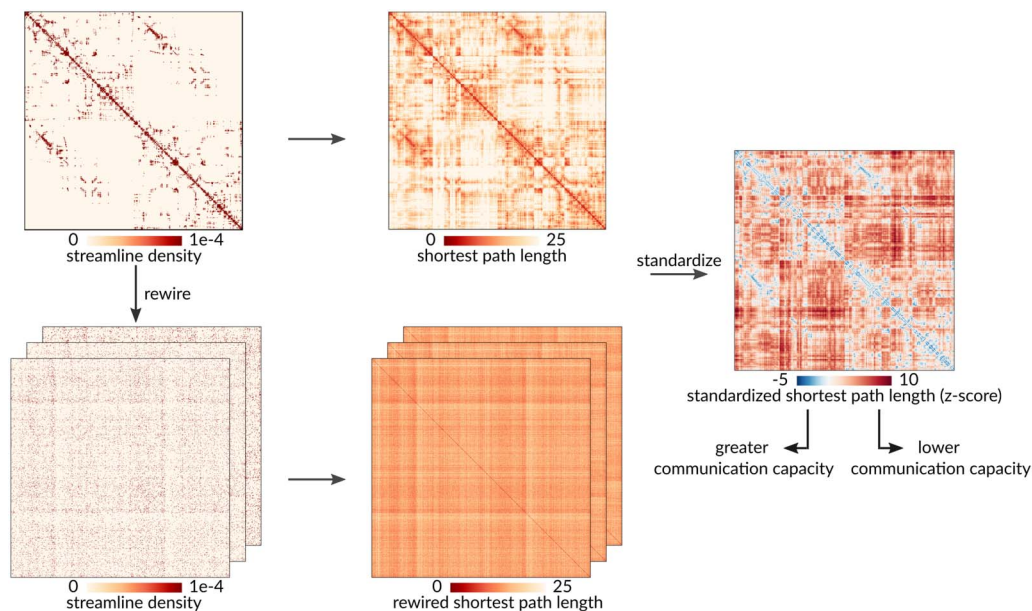 0 1e-4
streamline density
0 25
shortest path length
rewire
standardize
-5 10
standardized shortest path length (z-score)
greater
communication capacity
lower
communication capacity
0 1e-4
streamline density
0 25
rewired shortest path length